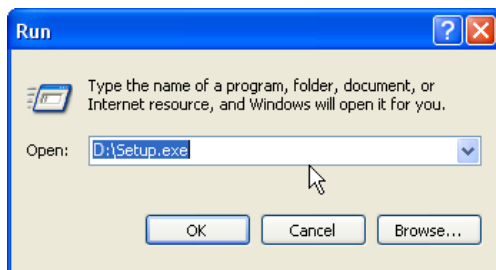 Run
Type the name of a program, folder, document, or
Internet resource, and Windows will open it for you.
Open: D:\Setup.exe
OK Cancel Browse...